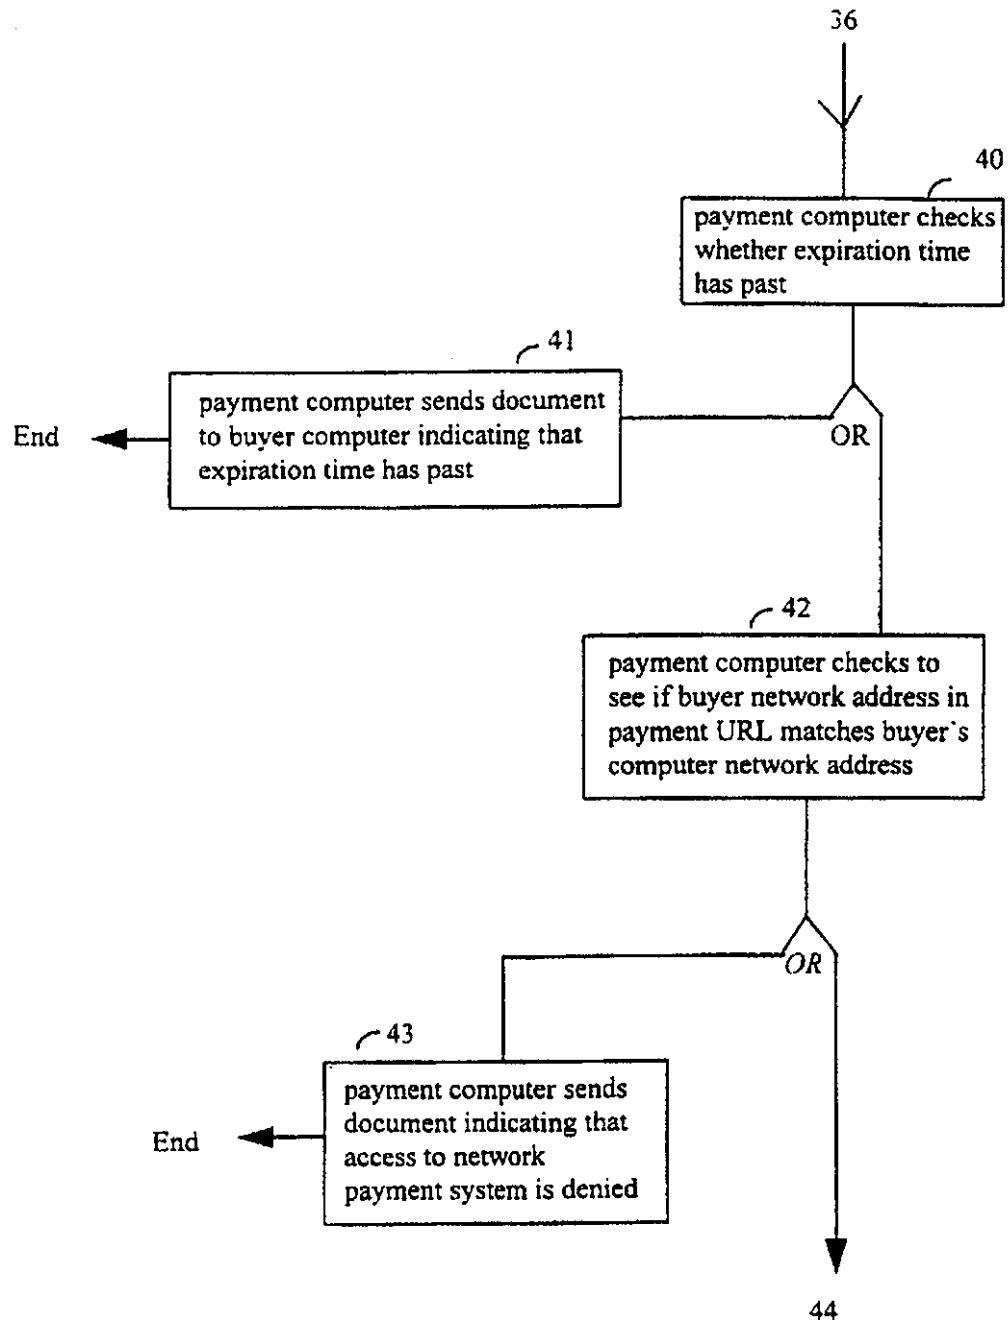 36
40
payment computer checks
whether expiration time
has past
41
payment computer sends document
to buyer computer indicating that
expiration time has past
End
OR
42
payment computer checks to
see if buyer network address in
payment URL matches buyer`s
computer network address
OR
43
payment computer sends
document indicating that
access to network
payment system is denied
End
44